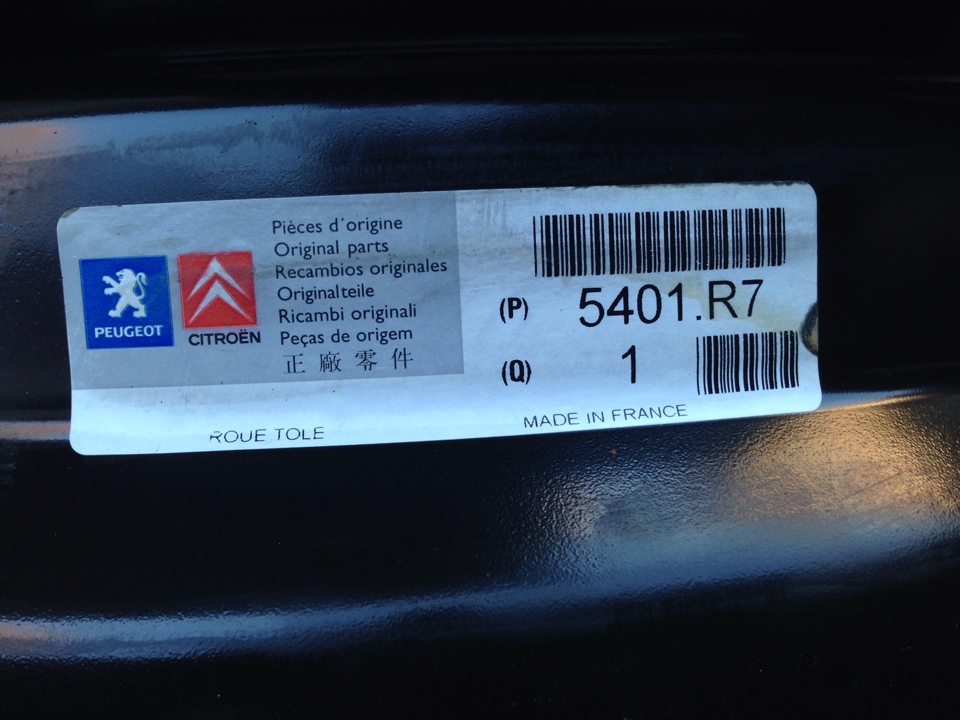 PEUGEOT
CITROËN
Pièces d'origine
Original parts
Recambios originales
Originalteile
Ricambi originali
Peças de origem
正廠零件
(P) 5401.R7
(Q) 1
ROUE TOLE
MADE IN FRANCE